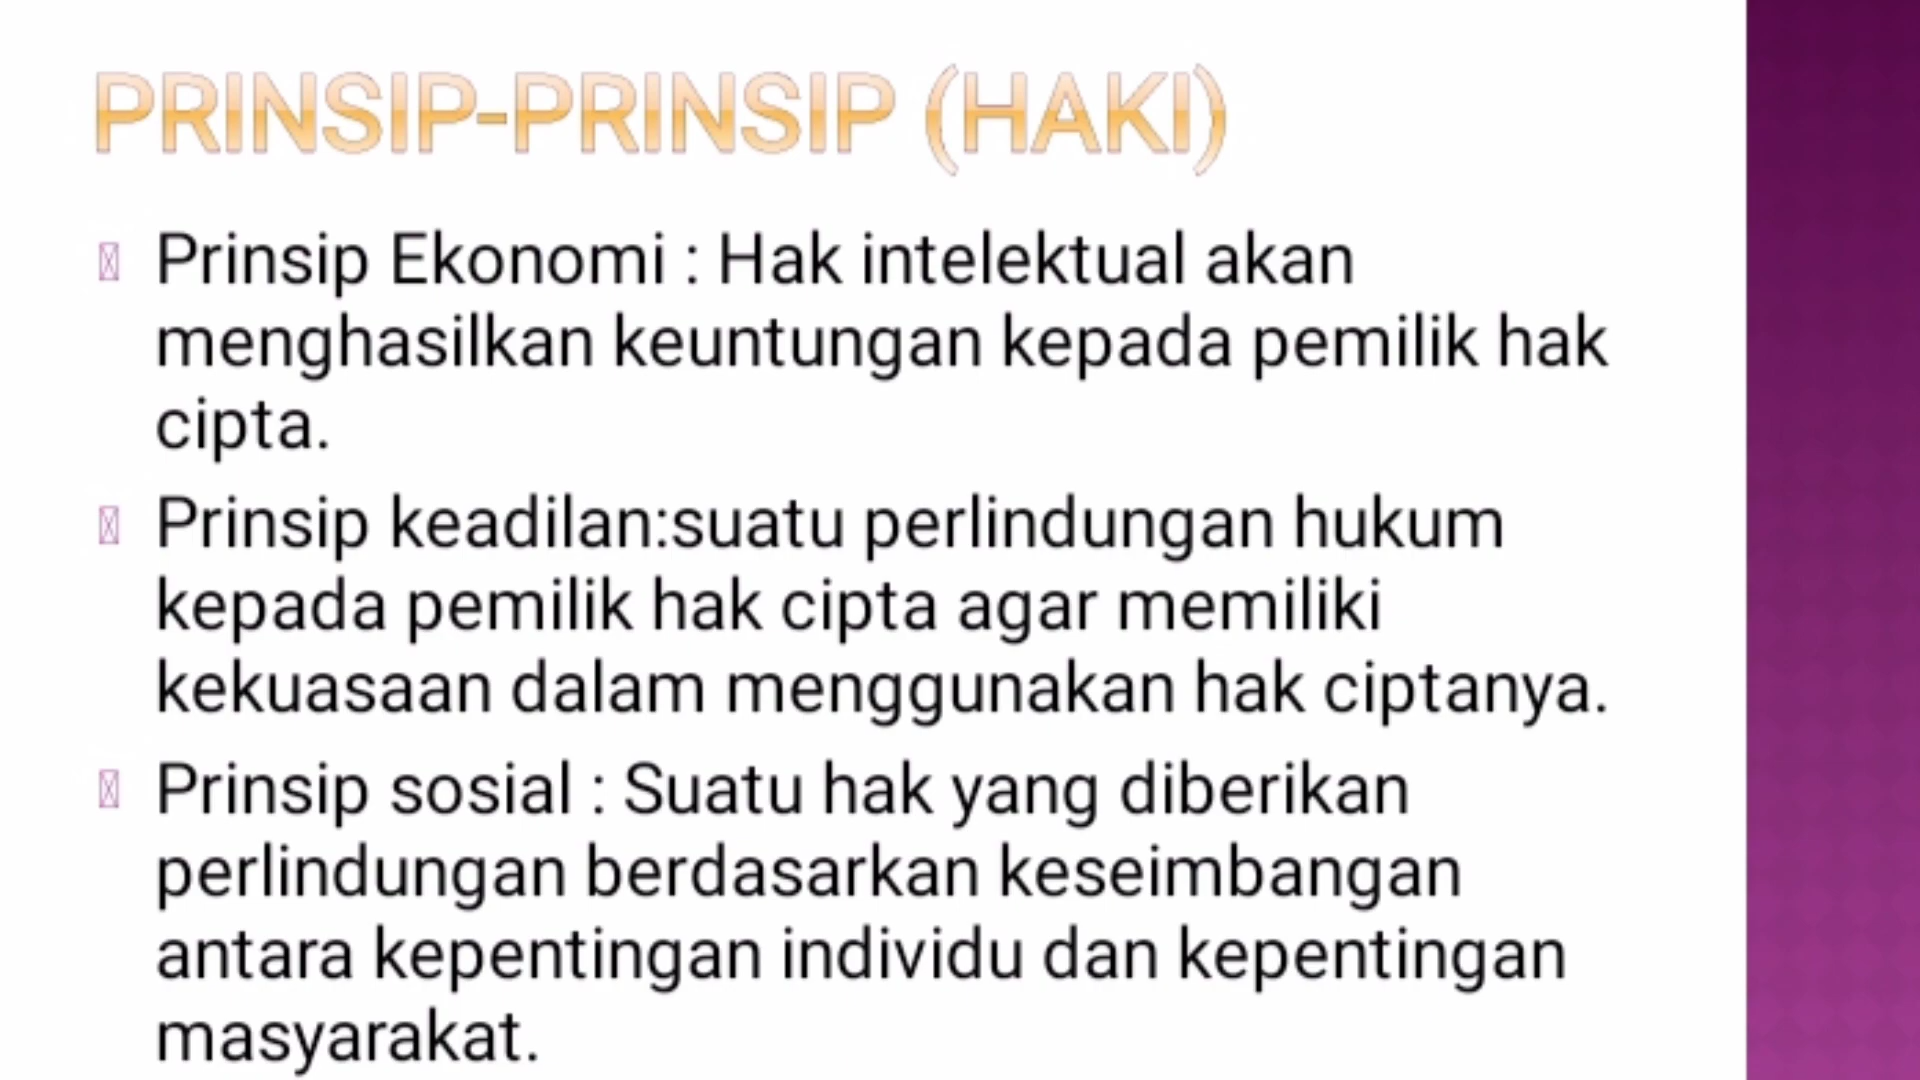 PRINSIP-PRINSIP (HAKI)
Prinsip Ekonomi : Hak intelektual akan
menghasilkan keuntungan kepada pemilik hak
cipta.
Prinsip keadilan:suatu perlindungan hukum
kepada pemilik hak cipta agar memiliki
kekuasaan dalam menggunakan hak ciptanya.
Prinsip sosial : Suatu hak yang diberikan
perlindungan berdasarkan keseimbangan
antara kepentingan individu dan kepentingan
masyarakat.